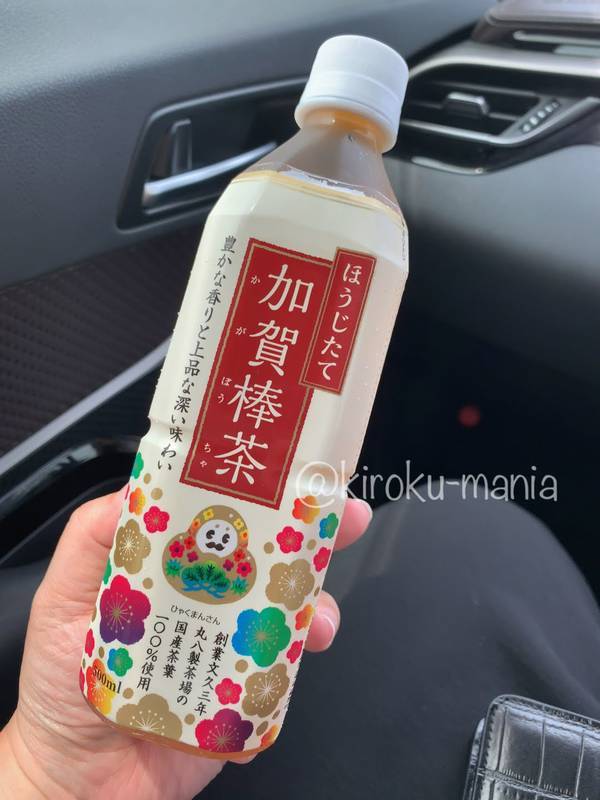 ほうじたて
加賀棒茶
かがぼうちゃ
豊かな香りと上品な深い味わい
@kiroku-mania
ひゃくまんさん
創業文久三年
丸八製茶場の
国産茶葉
一〇〇%使用
500ml